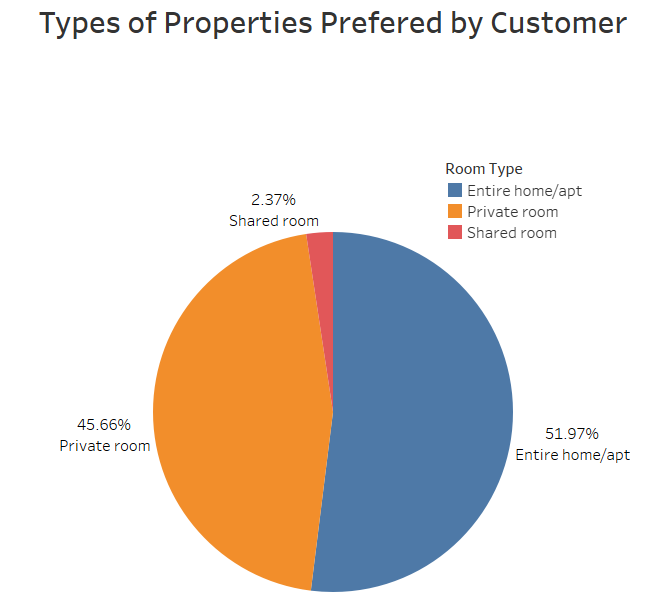 Types of Properties Prefered by Customer
Room Type
Entire home/apt
Private room
Shared room
2.37%
Shared room
45.66%
Private room
51.97%
Entire home/apt